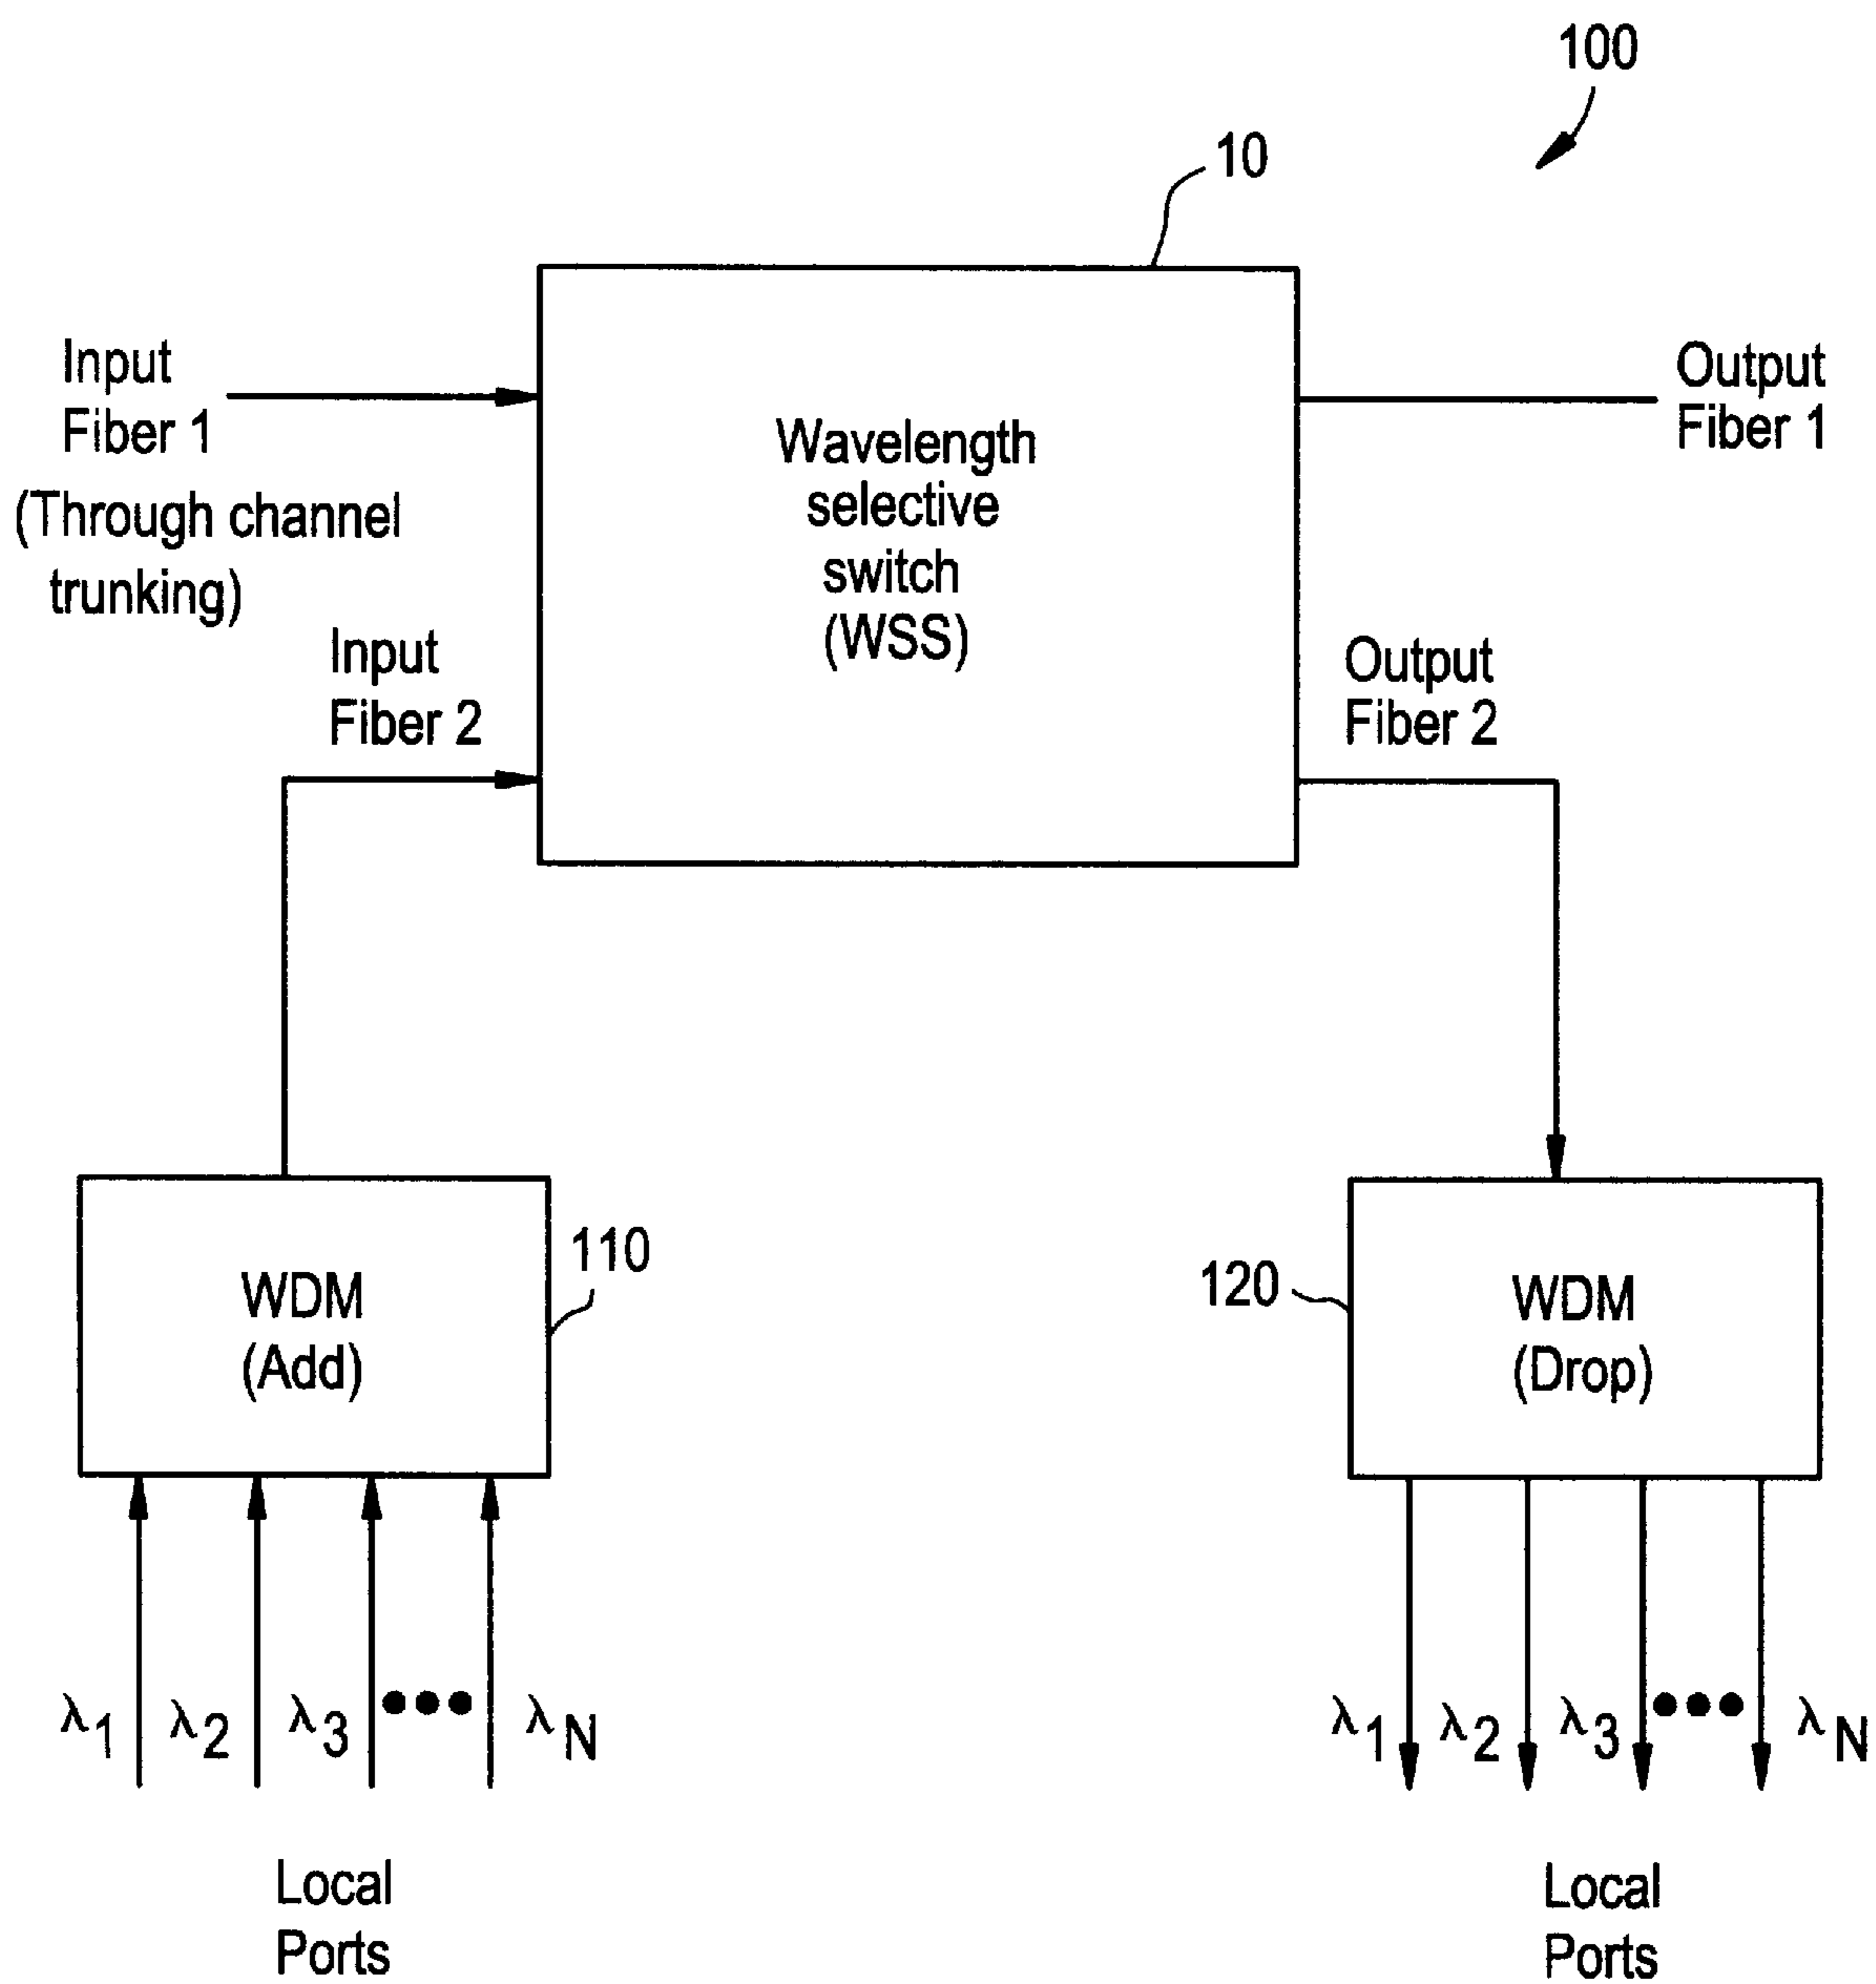 100
10
Input
Fiber 1
(Through channel
trunking)
Wavelength
selective
switch
(WSS)
Output
Fiber 1
Input
Fiber 2
Output
Fiber 2
WDM
(Add)
110
120
WDM
(Drop)
λ1 λ2 λ3 ●●● λN
λ1 λ2 λ3 ●●● λN
Local
Ports
Local
Ports